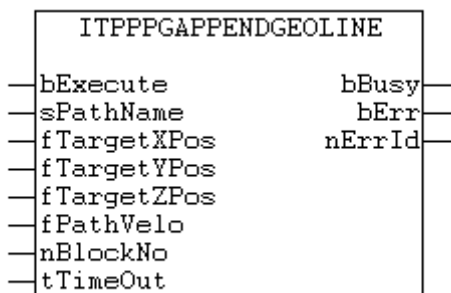 ITPPPGAPPENDGEOLINE
bExecute bBusy
sPathName bErr
fTargetXPos nErrId
fTargetYPos
fTargetZPos
fPathVelo
nBlockNo
tTimeOut